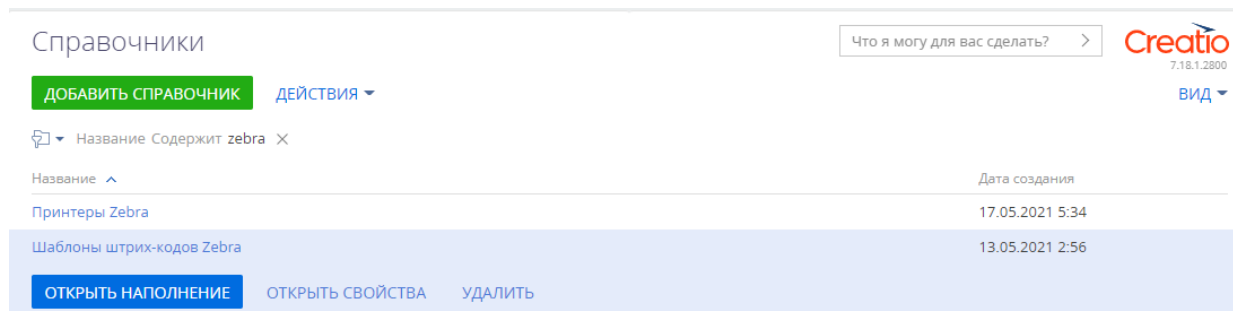 Справочники
Что я могу для вас сделать?
Creatio
7.18.1.2800
ДОБАВИТЬ СПРАВОЧНИК ДЕЙСТВИЯ ВИД
Название Содержит zebra
Название Дата создания
Принтеры Zebra 17.05.2021 5:34
Шаблоны штрих-кодов Zebra 13.05.2021 2:56
ОТКРЫТЬ НАПОЛНЕНИЕ ОТКРЫТЬ СВОЙСТВА УДАЛИТЬ